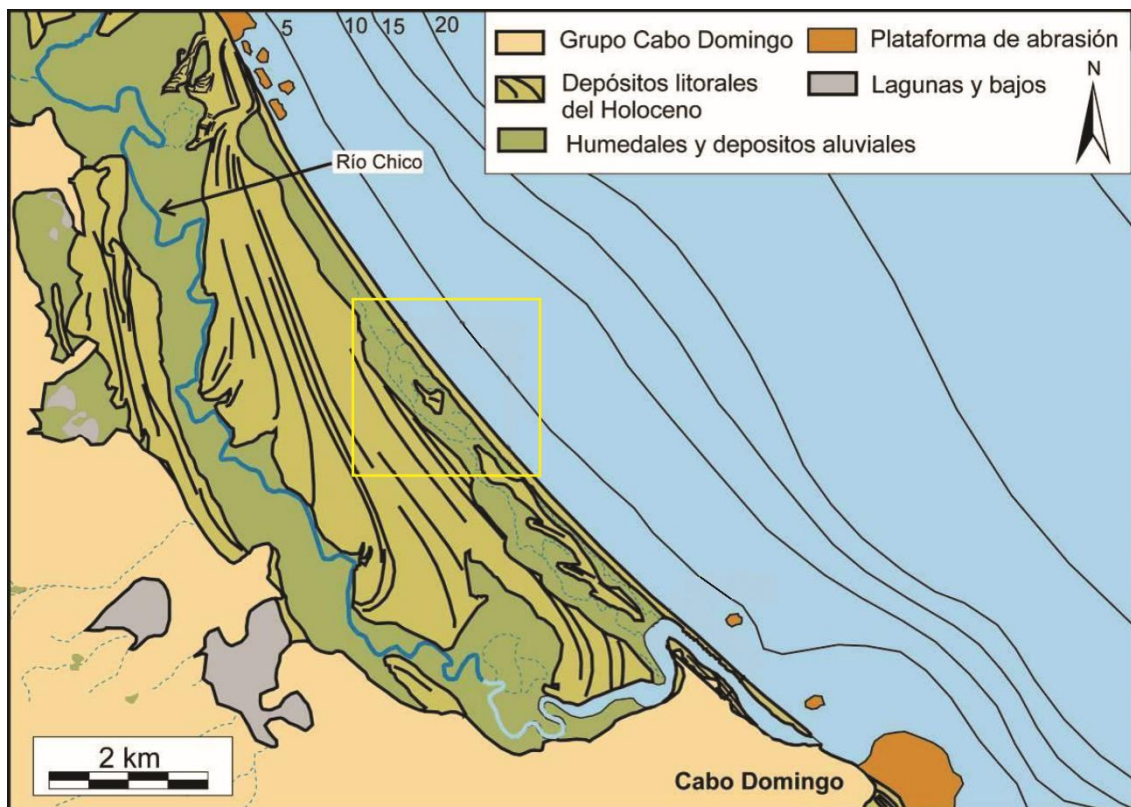 5
10
15
20
Grupo Cabo Domingo
Plataforma de abrasión
Depósitos litorales
del Holoceno
Lagunas y bajos
Humedales y depositos aluviales
N
Río Chico
2 km
Cabo Domingo